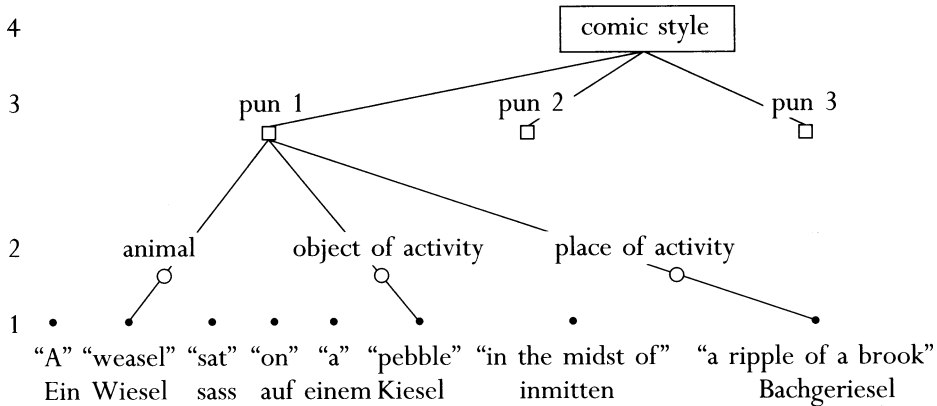 4 comic style
3 pun 1 pun 2 pun 3
2 animal object of activity place of activity
1
“A” “weasel” “sat” “on” “a” “pebble” “in the midst of” “a ripple of a brook”
Ein Wiesel sass auf einem Kiesel inmitten Bachgeriesel